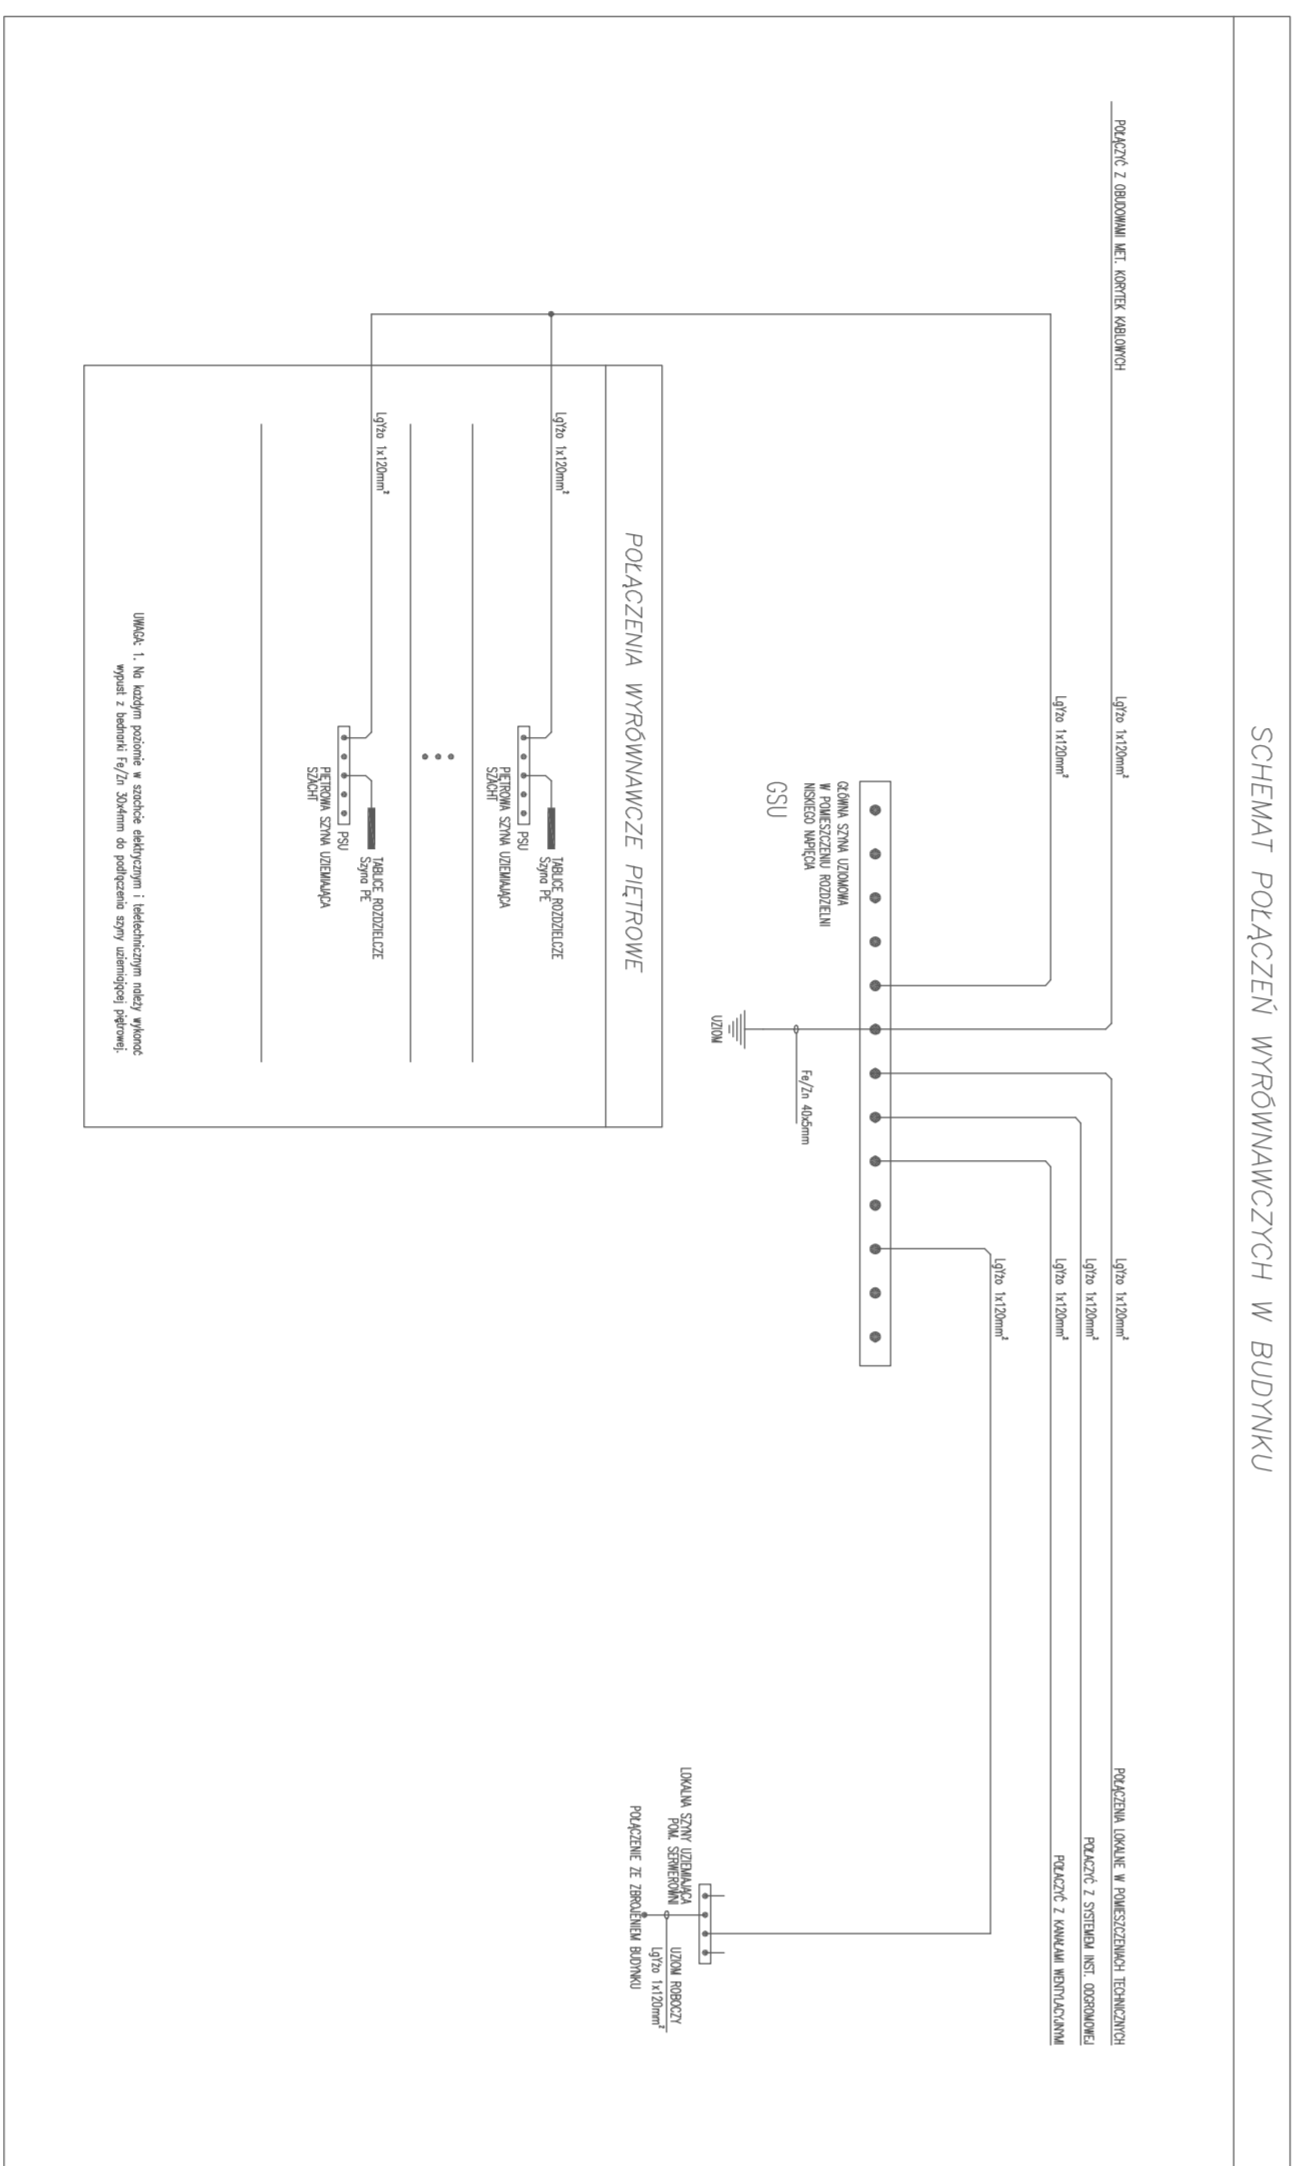 SCHEMAT POŁĄCZEŃ WYRÓWNAWCZYCH W BUDYNKU
POŁĄCZYĆ Z OBUDOWAMI MET. KORYTEK KABLOWYCH
LgYżo 1x120mm²
LgYżo 1x120mm²
POŁĄCZENIA LOKALNE W POMIESZCZENIACH TECHNICZNYCH
LgYżo 1x120mm²
POŁACZYĆ Z SYSTEMEM INST. ODGROMOWEJ
LgYżo 1x120mm²
LgYżo 1x120mm²
POŁACZYĆ Z KANAŁAMI WENTYLACYJNYMI
LgYżo 1x120mm²
GŁÓWNA SZYNA UZIOMOWA
W POMIESZCZENIU ROZDZIELNI
NISKIEGO NAPIĘCIA
GSU
Fe/Zn 40x5mm
UZIOM
LOKALNA SZYNY UZIEMIAJĄCA
POM. SERWEROWNI
UZIOM ROBOCZY
LgYżo 1x120mm²
POŁĄCZENIE ZE ZBROJENIEM BUDYNKU
POŁĄCZENIA WYRÓWNAWCZE PIĘTROWE
LgYżo 1x120mm²
TABLICE ROZDZIELCZE
Szyna PE
PSU
PIĘTROWA SZYNA UZIEMIAJĄCA
SZACHT
LgYżo 1x120mm²
TABLICE ROZDZIELCZE
Szyna PE
PSU
PIĘTROWA SZYNA UZIEMIAJĄCA
SZACHT
UWAGA: 1. Na każdym poziomie w szachcie elektrycznym i teletechnicznym należy wykonać
wypust z bednarki Fe/Zn 30x4mm do podłączenia szyny uziemiającej piętrowej.